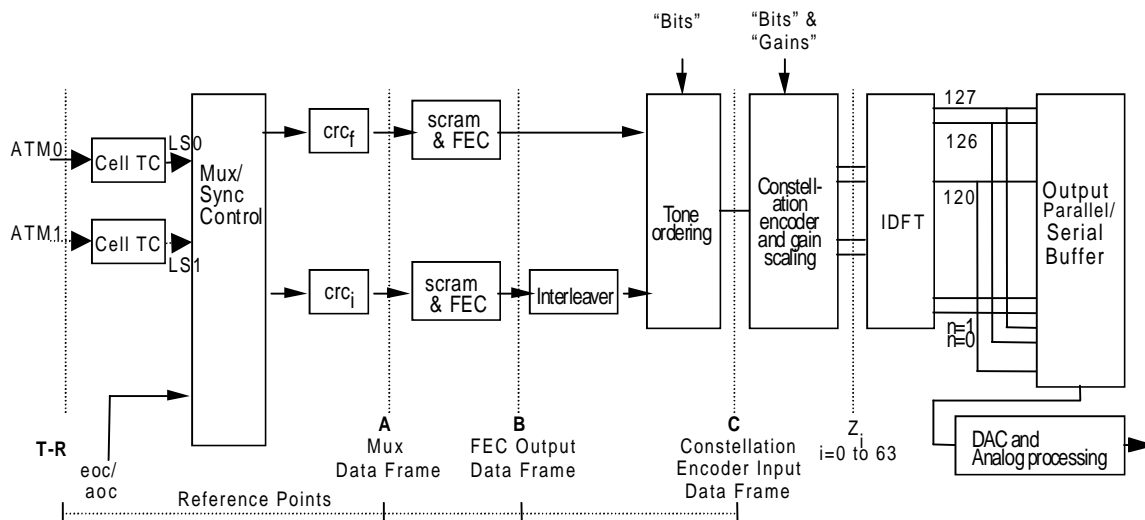 “Bits”
“Bits” &
“Gains”
ATM0
Cell TC
LS0
ATM1
Cell TC
LS1
Mux/
Sync
Control
crcf
scram
& FEC
crci
scram
& FEC
Interleaver
Tone
ordering
Constell-
ation
encoder
and gain
scaling
IDFT
127
126
120
n=1
n=0
Output
Parallel/
Serial
Buffer
DAC and
Analog processing
T-R
eoc/
aoc
A
Mux
Data Frame
B
FEC Output
Data Frame
C
Constellation
Encoder Input
Data Frame
Zi
i=0 to 63
Reference Points